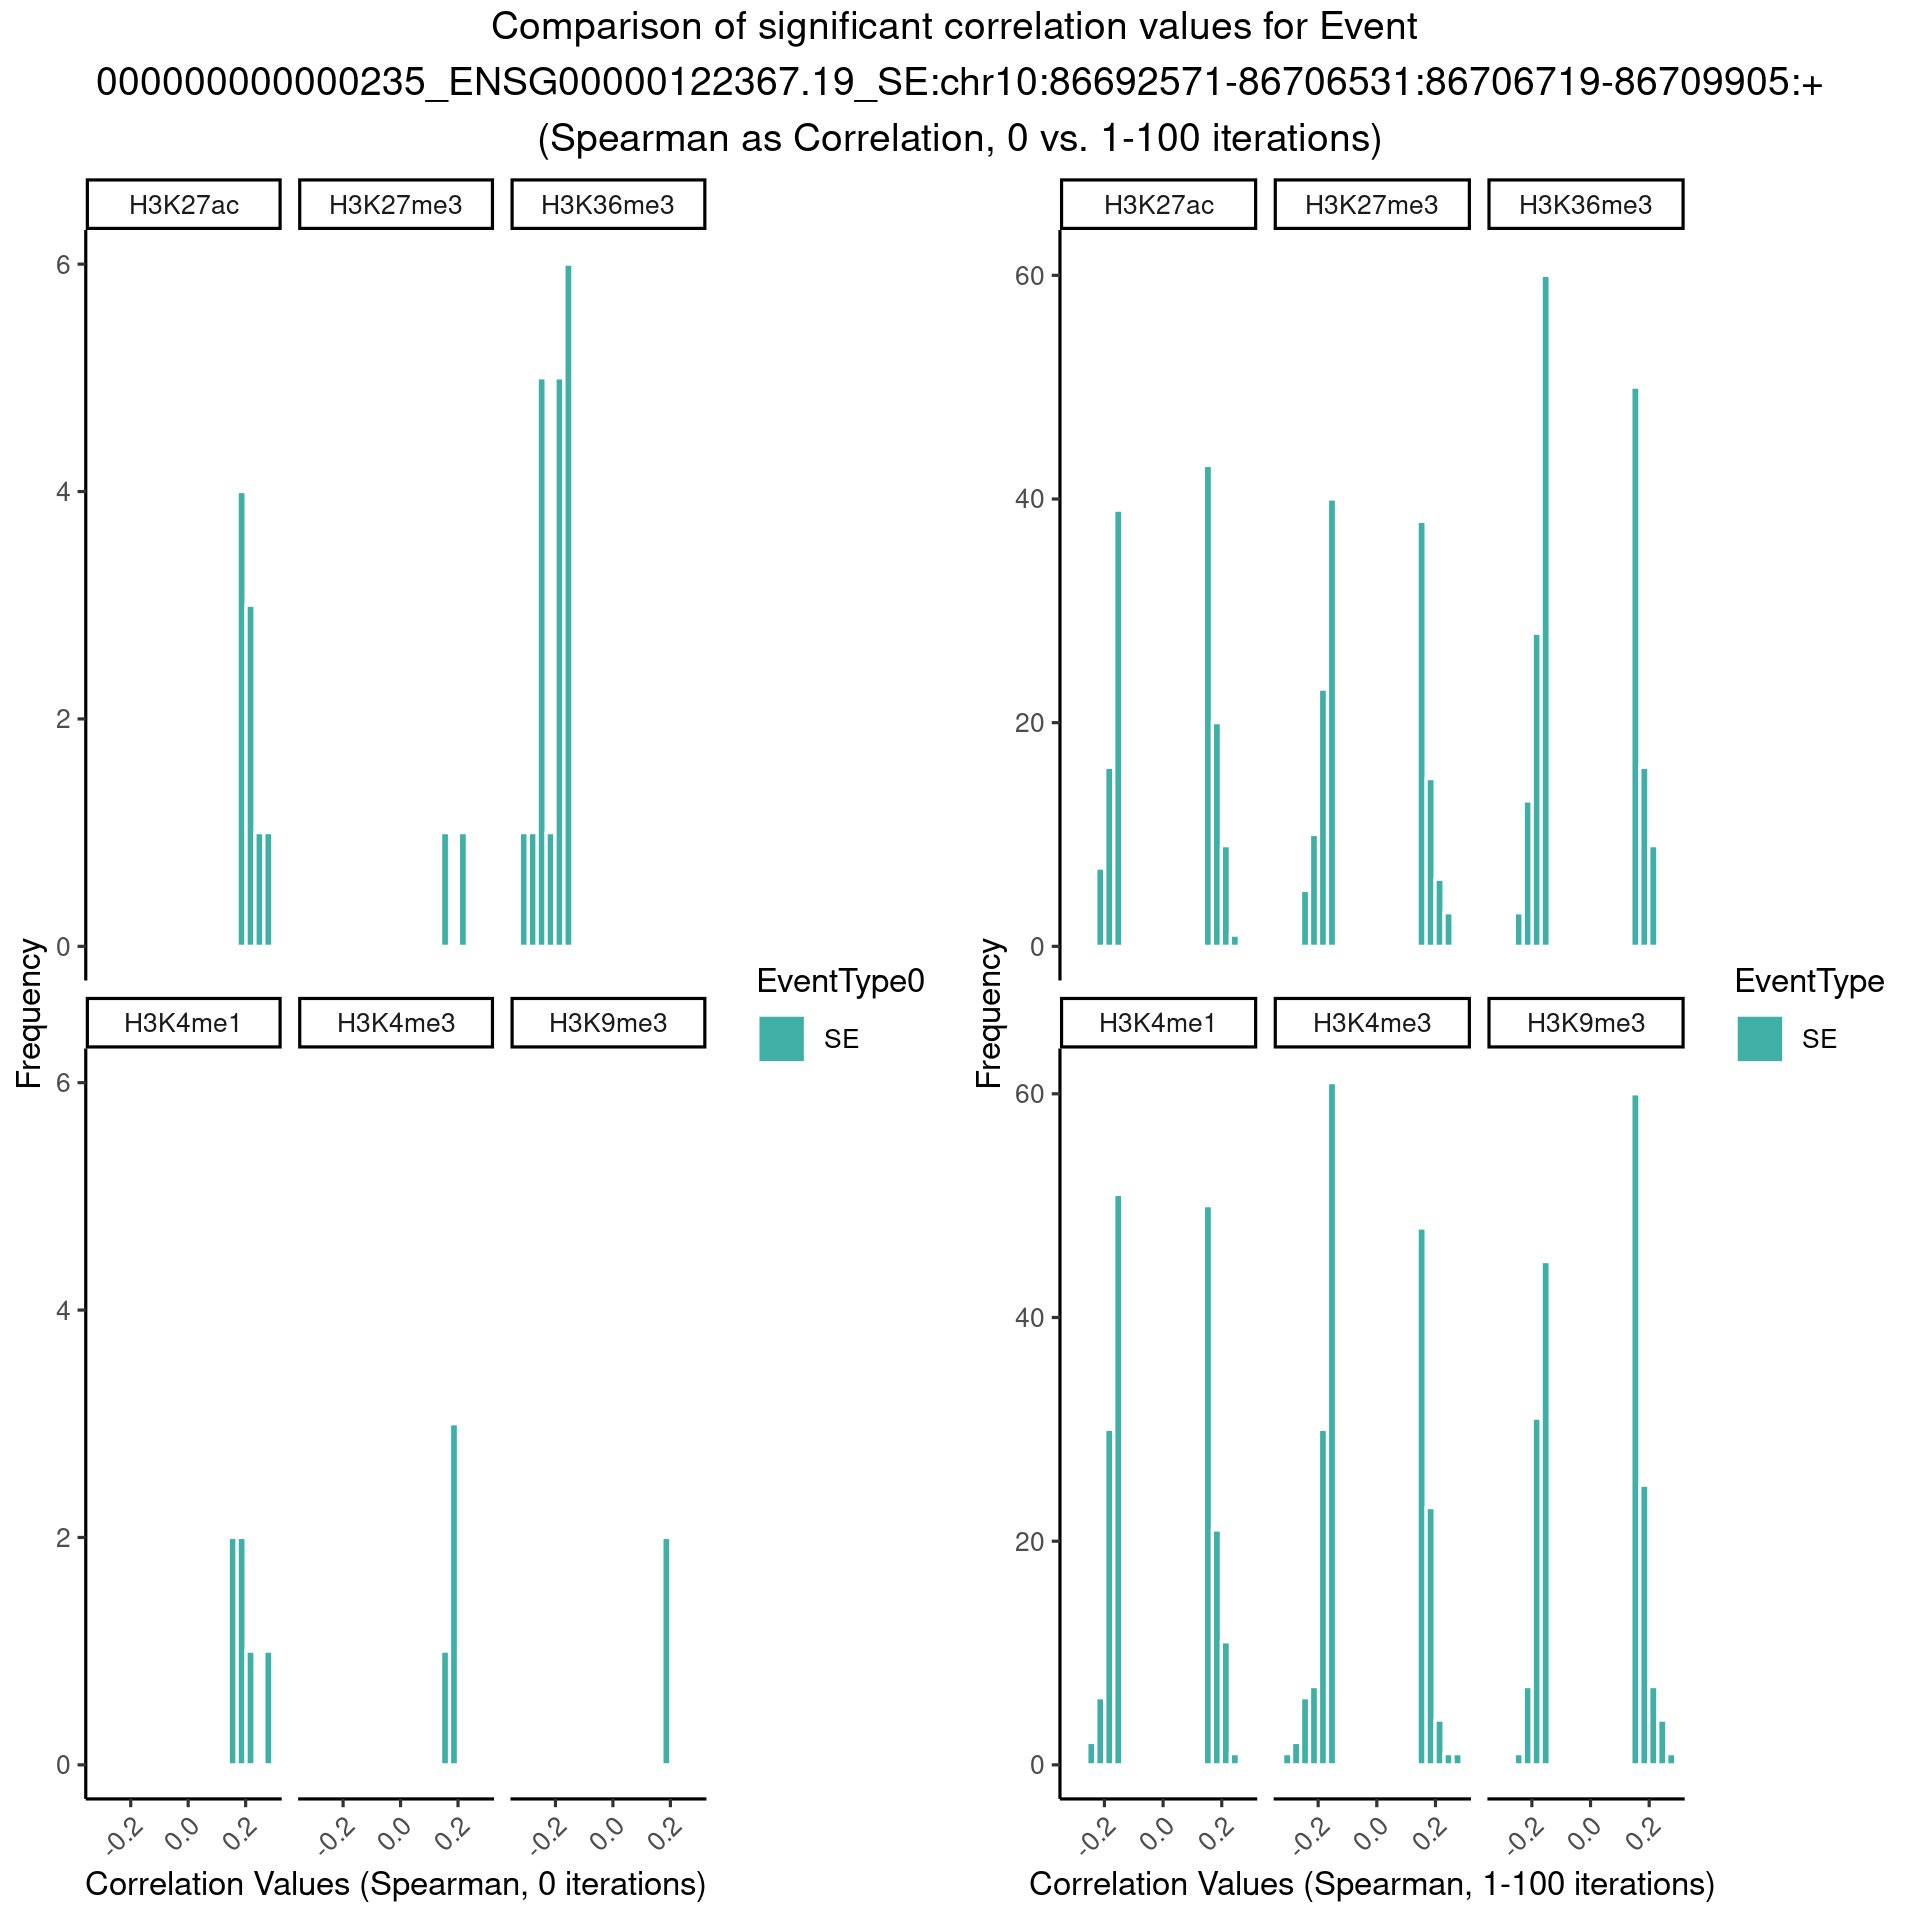 Comparison of significant correlation values for Event
000000000000235_ENSG00000122367.19_SE:chr10:86692571-86706531:86706719-86709905:+
(Spearman as Correlation, 0 vs. 1-100 iterations)
H3K27ac H3K27me3 H3K36me3
6
4
2
0
H3K4me1 H3K4me3 H3K9me3
6
4
2
0
-0.2 0.0 0.2 -0.2 0.0 0.2 -0.2 0.0 0.2
Frequency
Correlation Values (Spearman, 0 iterations)
EventType0
SE
H3K27ac H3K27me3 H3K36me3
60
40
20
0
H3K4me1 H3K4me3 H3K9me3
60
40
20
0
-0.2 0.0 0.2 -0.2 0.0 0.2 -0.2 0.0 0.2
Frequency
Correlation Values (Spearman, 1-100 iterations)
EventType
SE